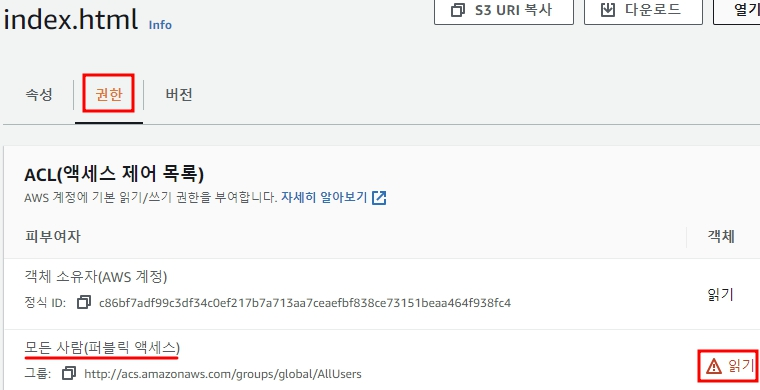 index.html Info
S3 URI 복사
다운로드
열기
속성
권한
버전
ACL(액세스 제어 목록)
AWS 계정에 기본 읽기/쓰기 권한을 부여합니다. 자세히 알아보기
피부여자
객체
객체 소유자(AWS 계정)
정식 ID: c86bf7adf99c3df34c0ef217b7a713aa7ceaefbf838ce73151beaa464f938fc4
읽기
모든 사람(퍼블릭 액세스)
그룹: http://acs.amazonaws.com/groups/global/AllUsers
읽기